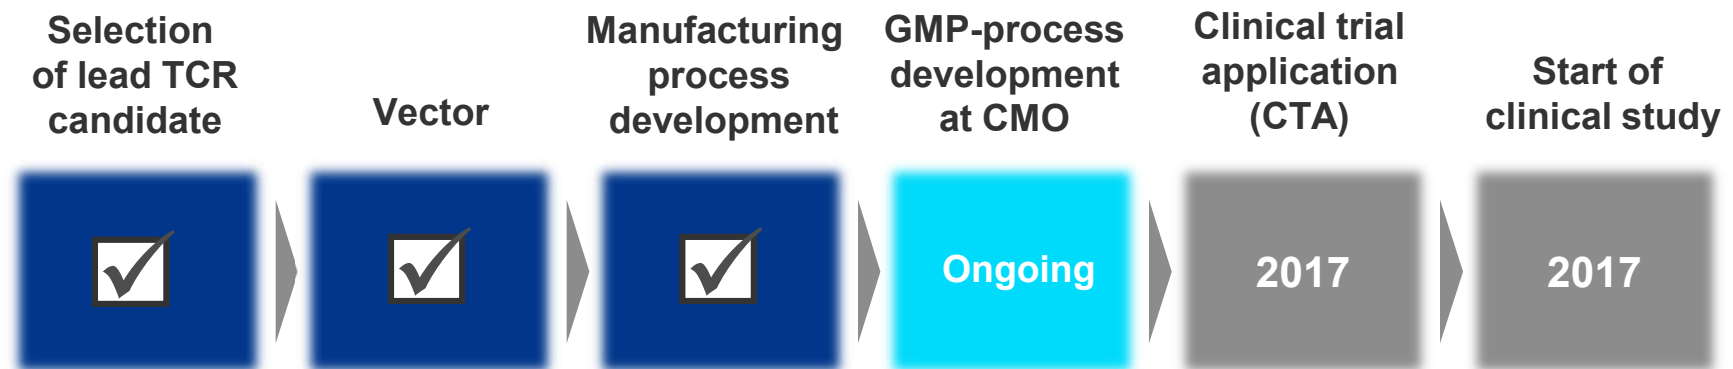 Selection
of lead TCR
candidate
Vector
Manufacturing
process
development
GMP-process
development
at CMO
Clinical trial
application
(CTA)
Start of
clinical study
Ongoing
2017
2017